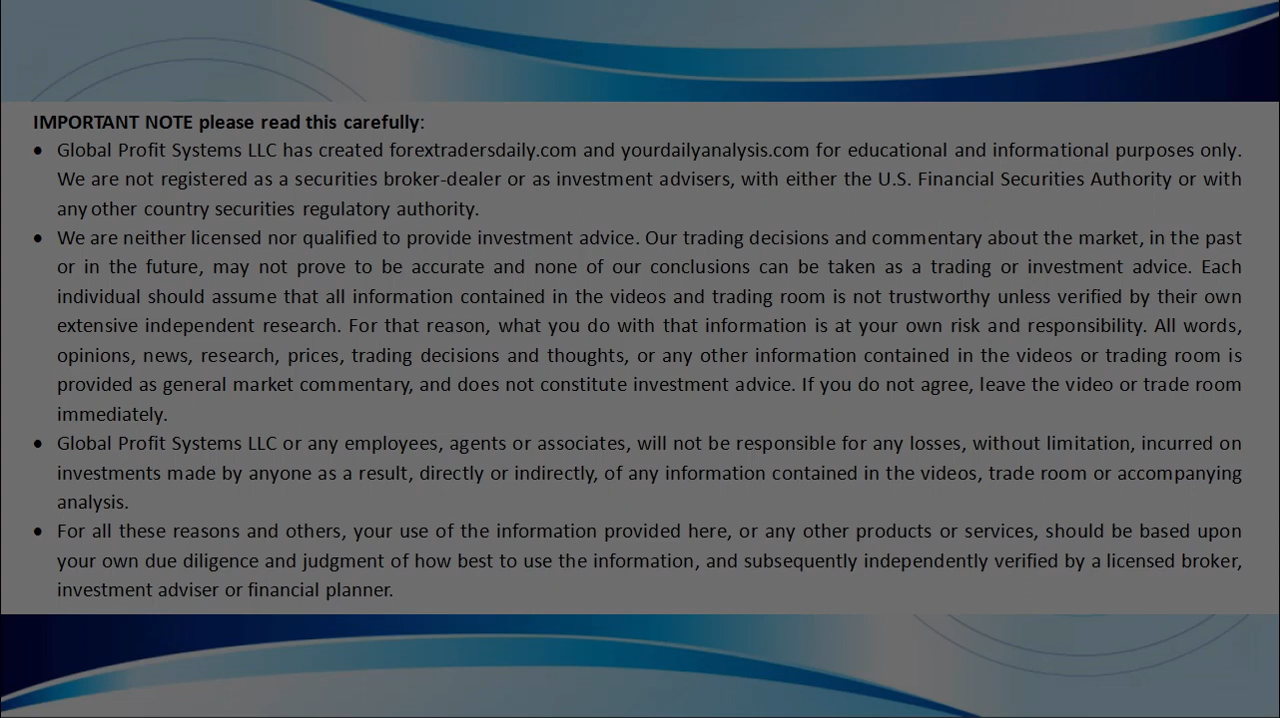 IMPORTANT NOTE please read this carefully:
• Global Profit Systems LLC has created forextradersdaily.com and yourdailyanalysis.com for educational and informational purposes only.
We are not registered as a securities broker-dealer or as investment advisers, with either the U.S. Financial Securities Authority or with
any other country securities regulatory authority.
• We are neither licensed nor qualified to provide investment advice. Our trading decisions and commentary about the market, in the past
or in the future, may not prove to be accurate and none of our conclusions can be taken as a trading or investment advice. Each
individual should assume that all information contained in the videos and trading room is not trustworthy unless verified by their own
extensive independent research. For that reason, what you do with that information is at your own risk and responsibility. All words,
opinions, news, research, prices, trading decisions and thoughts, or any other information contained in the videos or trading room is
provided as general market commentary, and does not constitute investment advice. If you do not agree, leave the video or trade room
immediately.
• Global Profit Systems LLC or any employees, agents or associates, will not be responsible for any losses, without limitation, incurred on
investments made by anyone as a result, directly or indirectly, of any information contained in the videos, trade room or accompanying
analysis.
• For all these reasons and others, your use of the information provided here, or any other products or services, should be based upon
your own due diligence and judgment of how best to use the information, and subsequently independently verified by a licensed broker,
investment adviser or financial planner.